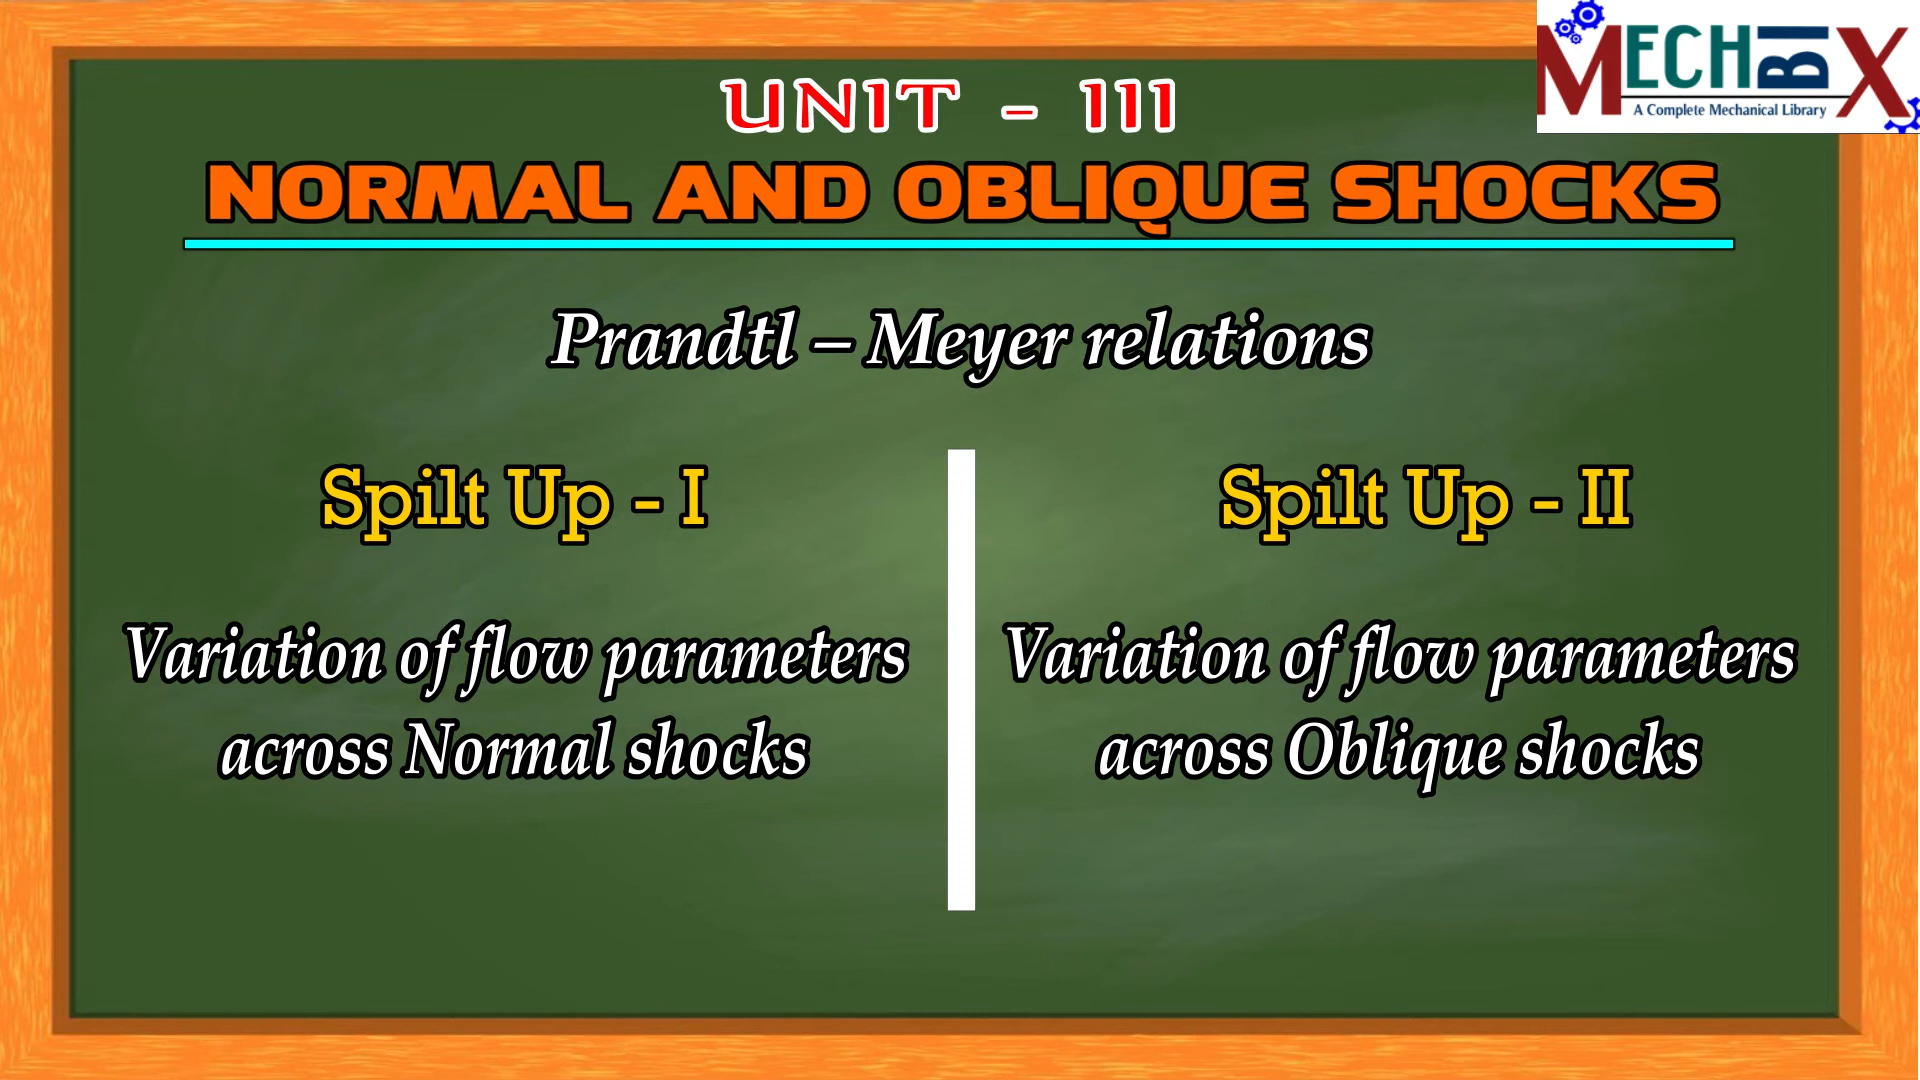 MECHBIX
A Complete Mechanical Library
UNIT - III
NORMAL AND OBLIQUE SHOCKS
Prandtl – Meyer relations
Spilt Up - I
Variation of flow parameters
across Normal shocks
Spilt Up - II
Variation of flow parameters
across Oblique shocks